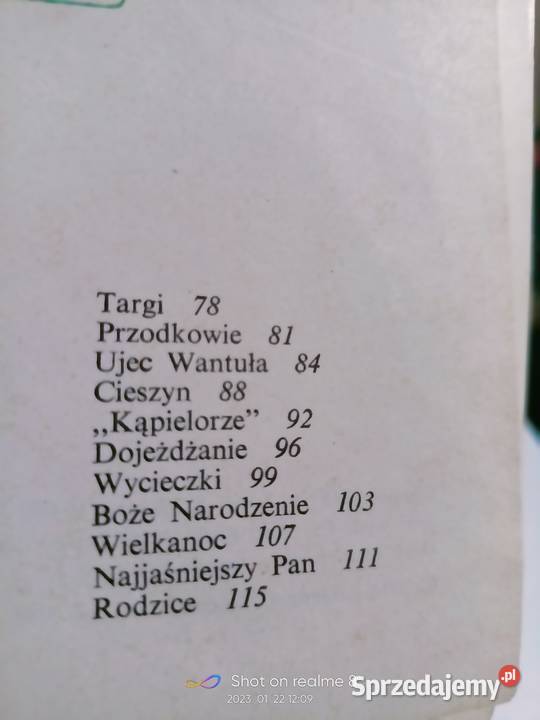 Targi 78
Przodkowie 81
Ujec Wantuła 84
Cieszyn 88
„Kąpielorze” 92
Dojeżdżanie 96
Wycieczki 99
Boże Narodzenie 103
Wielkanoc 107
Najjaśniejszy Pan 111
Rodzice 115
Shot on realme 8
2023.01.22 12:09
Sprzedajemy.pl